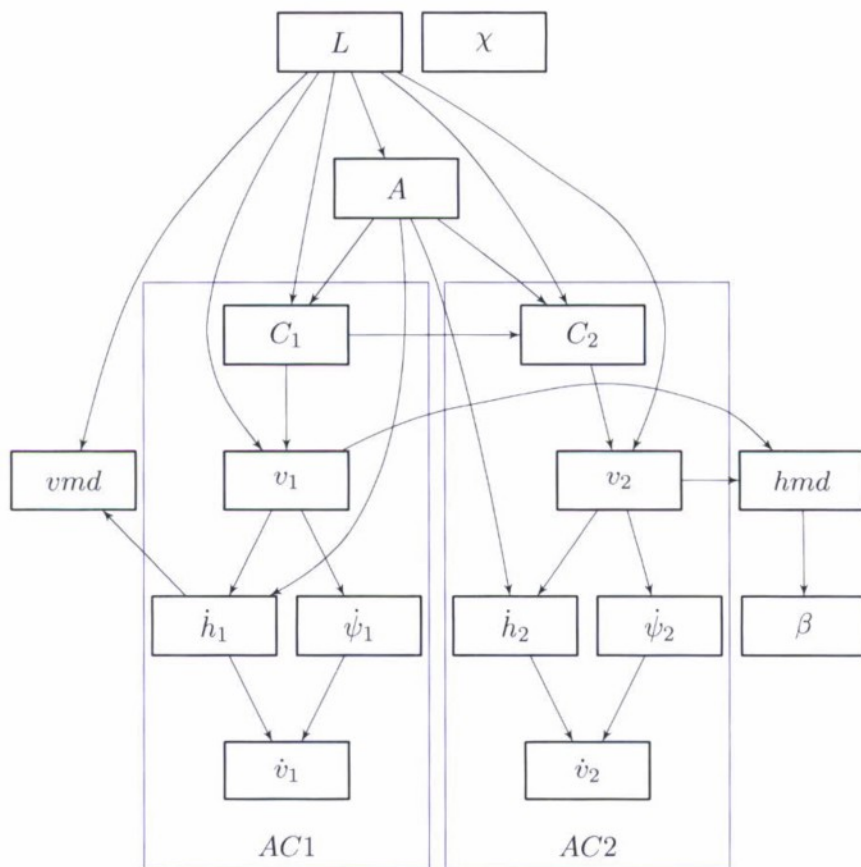 L χ
A
C₁ C₂
vmd v₁ v₂ hmd
ḣ₁ ψ̇₁ ḣ₂ ψ̇₂ β
v̇₁ v̇₂
AC1 AC2